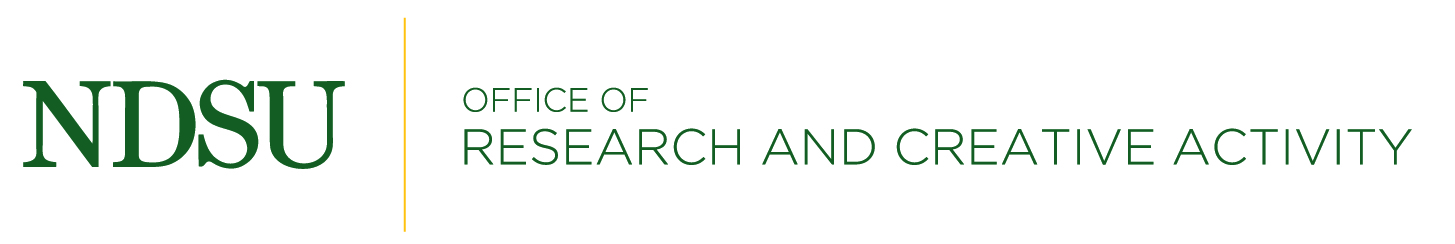 NDSU
OFFICE OF
RESEARCH AND CREATIVE ACTIVITY